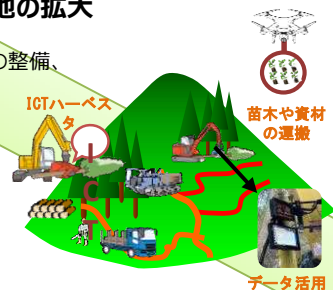 地の拡大
の整備、
ICTハーベス
タ
I
C
T
苗木や資材
の運搬
データ活用